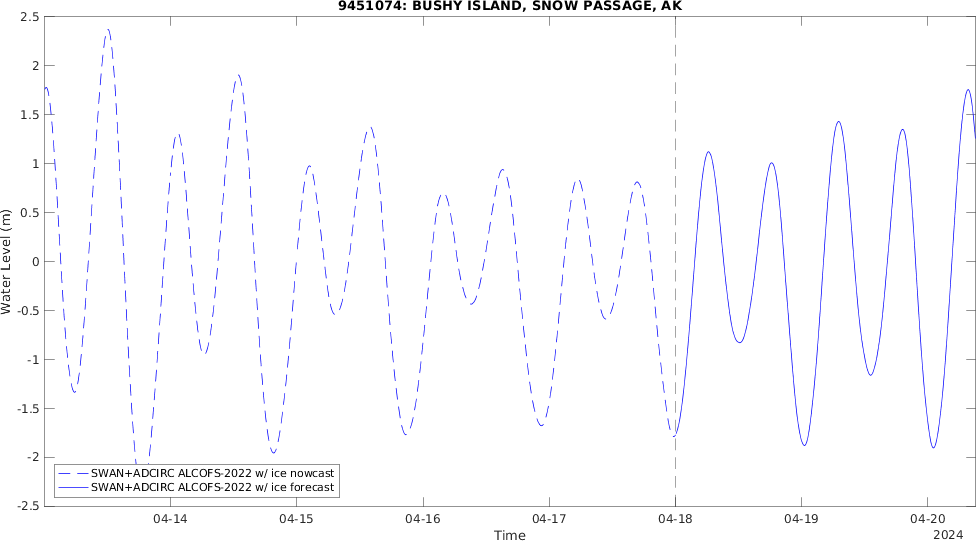 9451074: BUSHY ISLAND, SNOW PASSAGE, AK
2.5
2
1.5
1
0.5
0
-0.5
-1
-1.5
-2
-2.5
Water Level (m)
SWAN+ADCIRC ALCOFS-2022 w/ ice nowcast
SWAN+ADCIRC ALCOFS-2022 w/ ice forecast
04-14 04-15 04-16 04-17 04-18 04-19 04-20
Time
2024